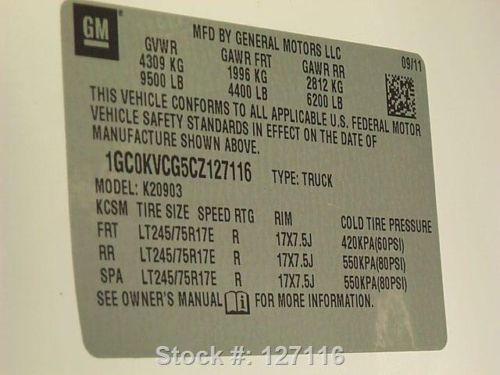 GM
MFD BY GENERAL MOTORS LLC
GVWR GAWR FRT GAWR RR 09/11
4309 KG 1996 KG 2812 KG
9500 LB 4400 LB 6200 LB
THIS VEHICLE CONFORMS TO ALL APPLICABLE U.S. FEDERAL MOTOR
VEHICLE SAFETY STANDARDS IN EFFECT ON THE DATE OF
MANUFACTURE SHOWN ABOVE.
1GC0KVCG5CZ127116 TYPE: TRUCK
MODEL: K20903
KCSM TIRE SIZE SPEED RTG RIM COLD TIRE PRESSURE
FRT LT245/75R17E R 17X7.5J 420KPA(60PSI)
RR LT245/75R17E R 17X7.5J 550KPA(80PSI)
SPA LT245/75R17E R 17X7.5J 550KPA(80PSI)
SEE OWNER'S MANUAL i FOR MORE INFORMATION.
Stock #: 127116